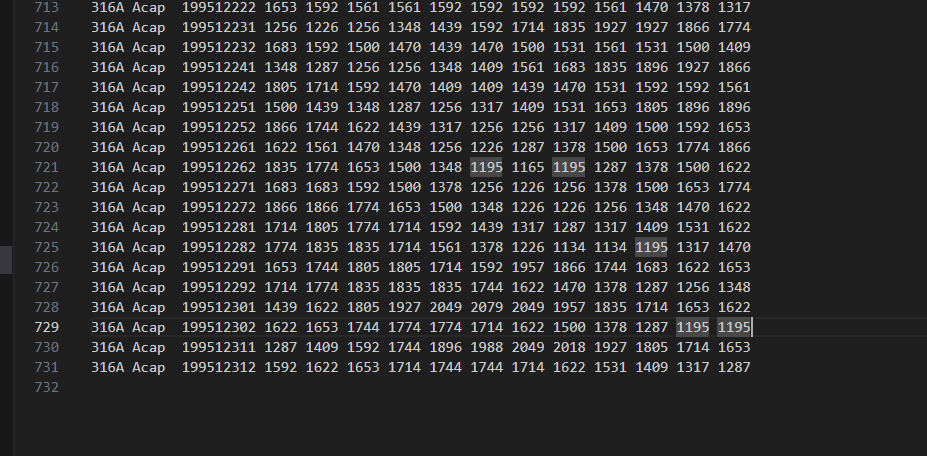 713 316A Acap 199512222 1653 1592 1561 1561 1592 1592 1592 1592 1561 1470 1378 1317
714 316A Acap 199512231 1256 1226 1256 1348 1439 1592 1714 1835 1927 1927 1866 1774
715 316A Acap 199512232 1683 1592 1500 1470 1439 1470 1500 1531 1561 1531 1500 1409
716 316A Acap 199512241 1348 1287 1256 1256 1348 1409 1561 1683 1835 1896 1927 1866
717 316A Acap 199512242 1805 1714 1592 1470 1409 1409 1439 1470 1531 1592 1592 1561
718 316A Acap 199512251 1500 1439 1348 1287 1256 1317 1409 1531 1653 1805 1896 1896
719 316A Acap 199512252 1866 1744 1622 1439 1317 1256 1256 1317 1409 1500 1592 1653
720 316A Acap 199512261 1622 1561 1470 1348 1256 1226 1287 1378 1500 1653 1774 1866
721 316A Acap 199512262 1835 1774 1653 1500 1348 1195 1165 1195 1287 1378 1500 1622
722 316A Acap 199512271 1683 1683 1592 1500 1378 1256 1226 1256 1378 1500 1653 1774
723 316A Acap 199512272 1866 1866 1774 1653 1500 1348 1226 1226 1256 1348 1470 1622
724 316A Acap 199512281 1714 1805 1774 1714 1592 1439 1317 1287 1317 1409 1531 1622
725 316A Acap 199512282 1774 1835 1835 1714 1561 1378 1226 1134 1134 1195 1317 1470
726 316A Acap 199512291 1653 1744 1805 1805 1714 1592 1957 1866 1744 1683 1622 1653
727 316A Acap 199512292 1714 1774 1835 1835 1835 1744 1622 1470 1378 1287 1256 1348
728 316A Acap 199512301 1439 1622 1805 1927 2049 2079 2049 1957 1835 1714 1653 1622
729 316A Acap 199512302 1622 1653 1744 1774 1774 1714 1622 1500 1378 1287 1195 1195
730 316A Acap 199512311 1287 1409 1592 1744 1896 1988 2049 2018 1927 1805 1714 1653
731 316A Acap 199512312 1592 1622 1653 1714 1744 1744 1714 1622 1531 1409 1317 1287
732